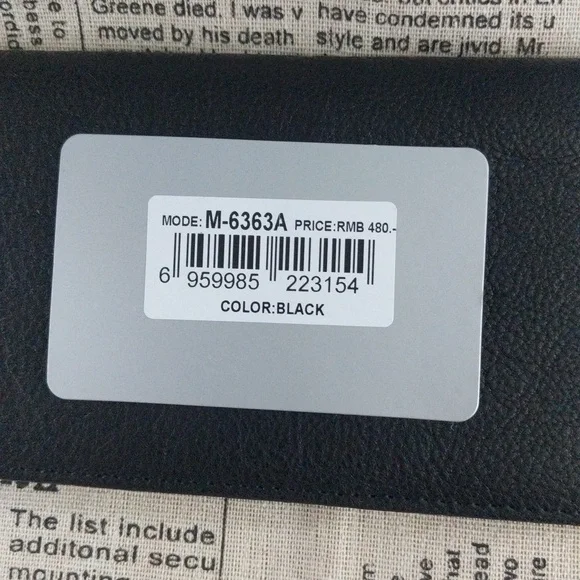 Greene died. I was v have condemned its u
moved by his death style and are jivid. Mr
MODE: M-6363A PRICE:RMB 480.-
6 959985 223154
COLOR:BLACK
The list include
additonal secu